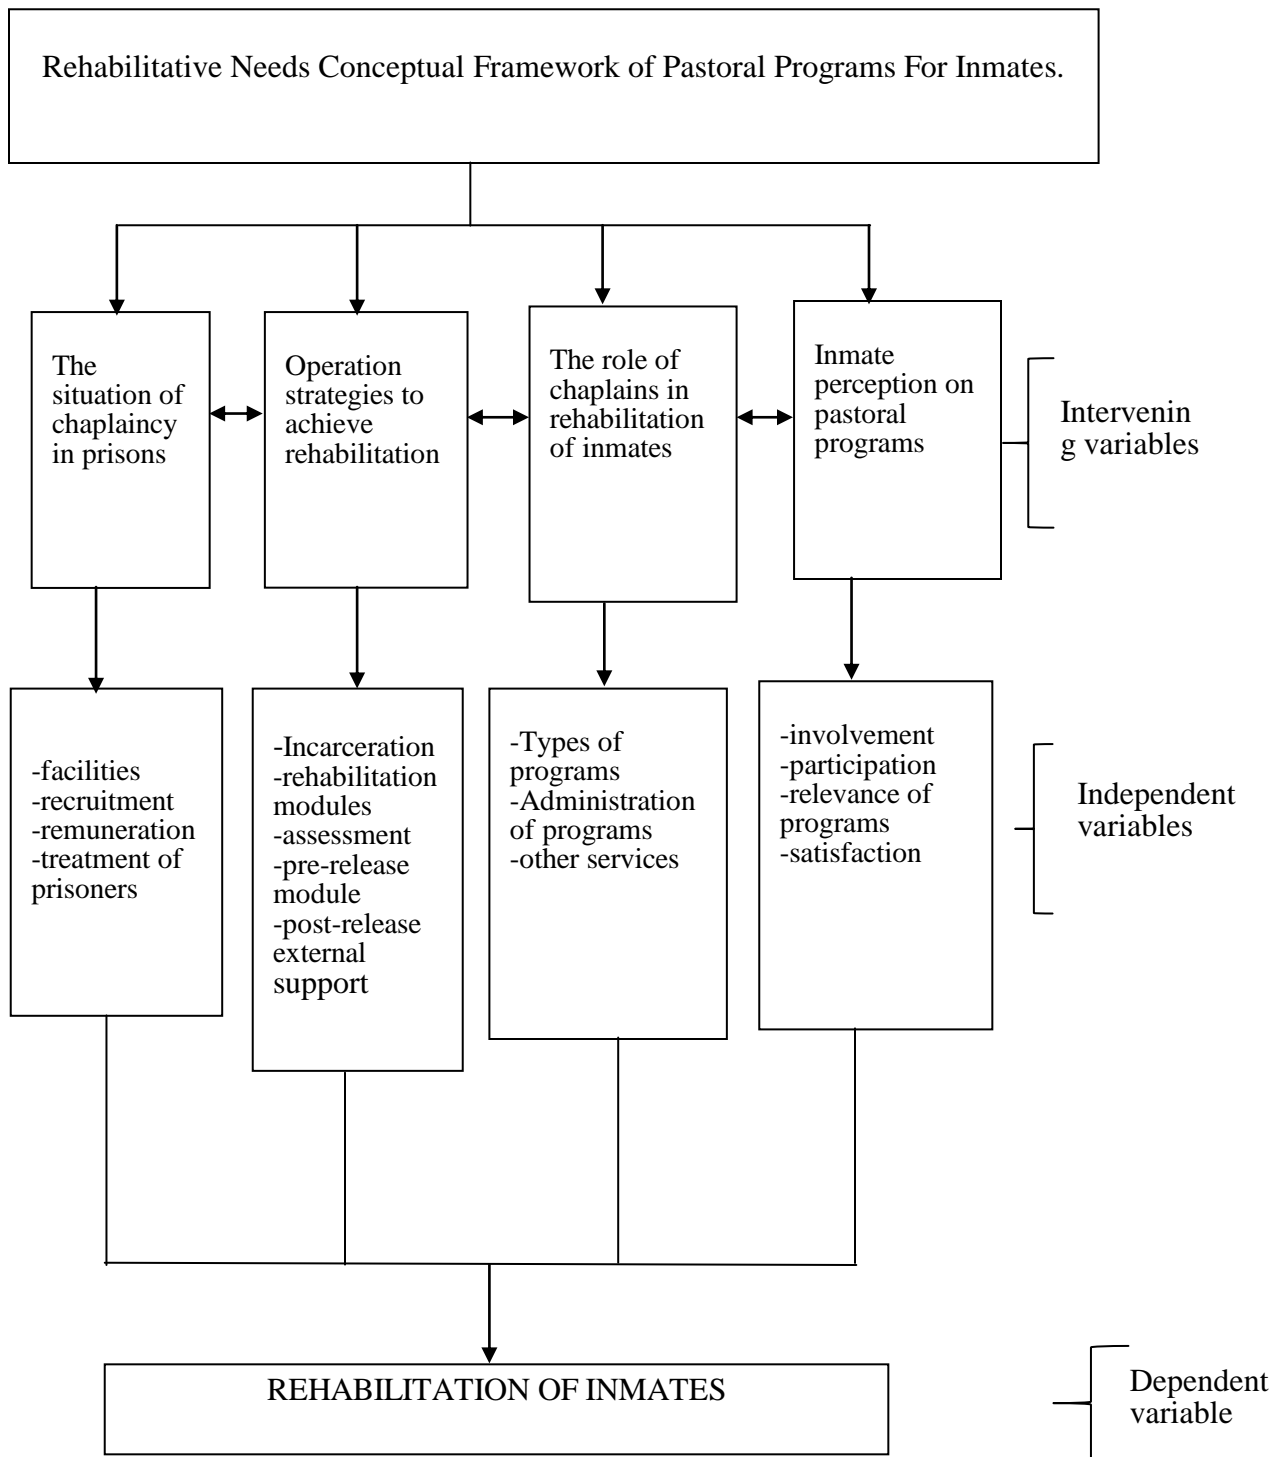 Rehabilitative Needs Conceptual Framework of Pastoral Programs For Inmates.
The
situation of
chaplaincy
in prisons
Operation
strategies to
achieve
rehabilitation
The role of
chaplains in
rehabilitation
of inmates
Inmate
perception on
pastoral
programs
Intervenin
g variables
-facilities
-recruitment
-remuneration
-treatment of
prisoners
-Incarceration
-rehabilitation
modules
-assessment
-pre-release
module
-post-release
external
support
-Types of
programs
-Administration
of programs
-other services
-involvement
-participation
-relevance of
programs
-satisfaction
Independent
variables
REHABILITATION OF INMATES
Dependent
variable